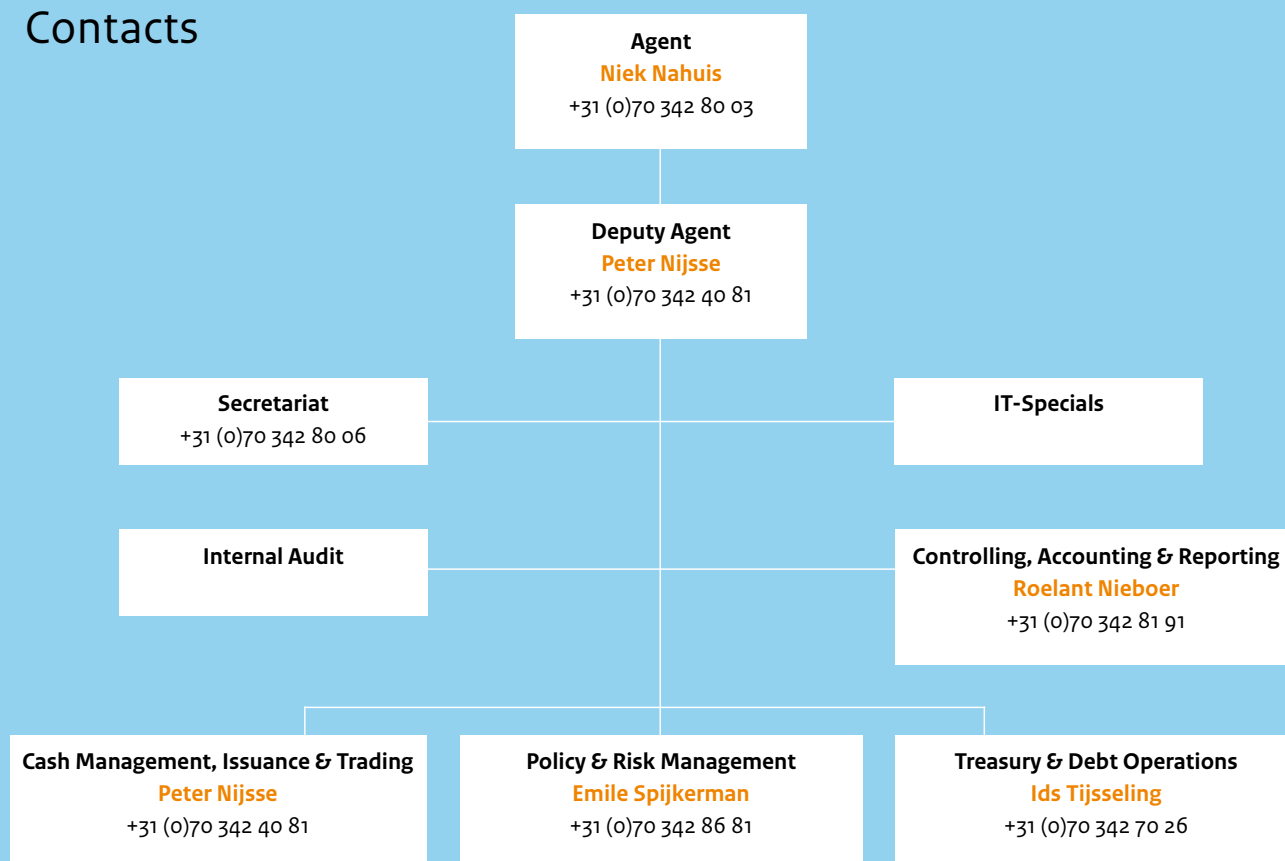 Contacts
Agent
Niek Nahuis
+31 (0)70 342 80 03
Deputy Agent
Peter Nijsse
+31 (0)70 342 40 81
Secretariat
+31 (0)70 342 80 06
IT-Specials
Internal Audit
Controlling, Accounting & Reporting
Roelant Nieboer
+31 (0)70 342 81 91
Cash Management, Issuance & Trading
Peter Nijsse
+31 (0)70 342 40 81
Policy & Risk Management
Emile Spijkerman
+31 (0)70 342 86 81
Treasury & Debt Operations
Ids Tijsseling
+31 (0)70 342 70 26